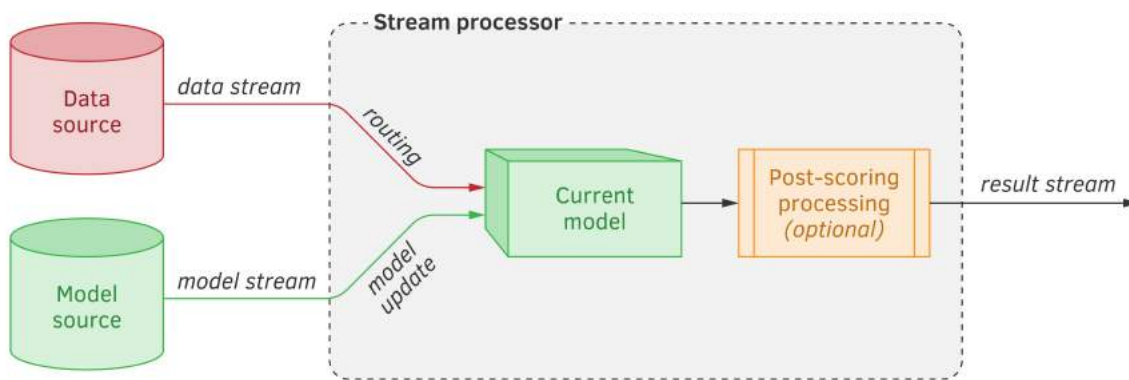 Stream processor
Data
source
data stream
routing
Current
model
Post-scoring
processing
(optional)
result stream
Model
source
model stream
model
update